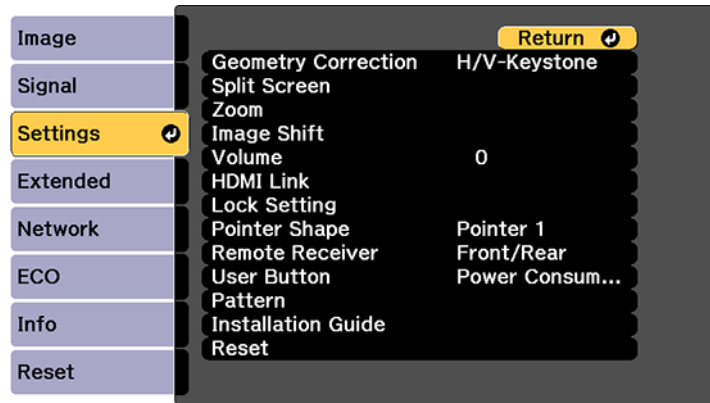 Image
Signal
Settings
Extended
Network
ECO
Info
Reset
Return
Geometry Correction H/V-Keystone
Split Screen
Zoom
Image Shift
Volume 0
HDMI Link
Lock Setting
Pointer Shape Pointer 1
Remote Receiver Front/Rear
User Button Power Consum...
Pattern
Installation Guide
Reset